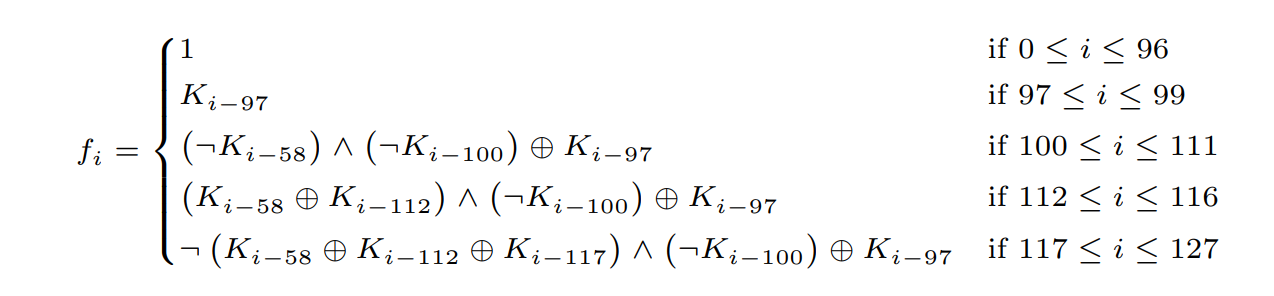 1 if 0 ≤ i ≤ 96
K_{i−97} if 97 ≤ i ≤ 99
f_i = { (¬K_{i−58}) ∧ (¬K_{i−100}) ⊕ K_{i−97} if 100 ≤ i ≤ 111
(K_{i−58} ⊕ K_{i−112}) ∧ (¬K_{i−100}) ⊕ K_{i−97} if 112 ≤ i ≤ 116
¬ (K_{i−58} ⊕ K_{i−112} ⊕ K_{i−117}) ∧ (¬K_{i−100}) ⊕ K_{i−97} if 117 ≤ i ≤ 127